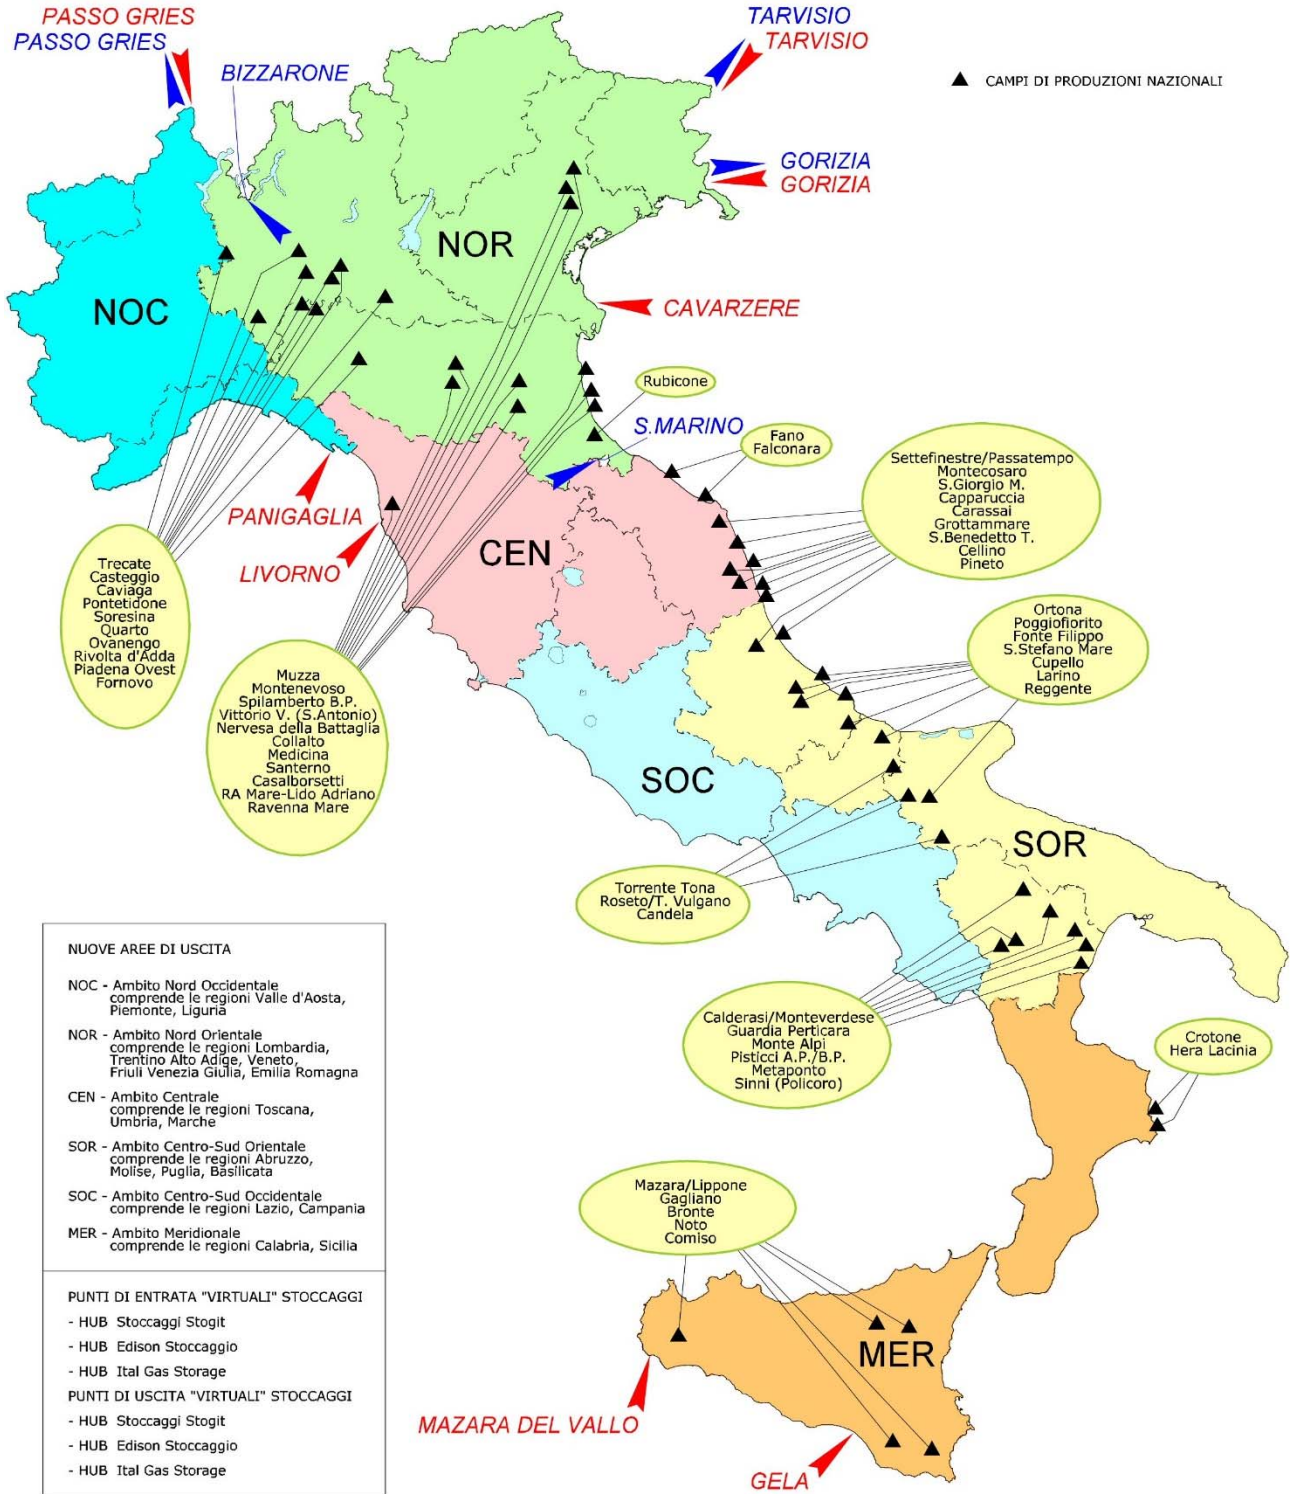 PASSO GRIES
PASSO GRIES
BIZZARONE
TARVISIO
TARVISIO
CAMPI DI PRODUZIONI NAZIONALI
GORIZIA
GORIZIA
NOR
NOC
CAVARZERE
Rubicone
S.MARINO
Fano
Falconara
Settefinestre/Passatempo
Montecosaro
S.Giorgio M.
Capparuccia
Carassai
Grottammare
S.Benedetto T.
Cellino
Pineto
PANIGAGLIA
LIVORNO
CEN
Trecate
Casteggio
Caviaga
Pontetidone
Soresina
Quarto
Ovanengo
Rivolta d'Adda
Piadena Ovest
Fornovo
Muzza
Montenevoso
Spilamberto B.P.
Vittorio V. (S.Antonio)
Nervesa della Battaglia
Collalto
Medicina
Santerno
Casalborsetti
RA Mare-Lido Adriano
Ravenna Mare
Ortona
Poggiofiorito
Fonte Filippo
S.Stefano Mare
Cupello
Larino
Reggente
SOC
SOR
Torrente Tona
Roseto/T. Vulgano
Candela
Calderasi/Monteverdese
Guardia Perticara
Monte Alpi
Pisticci A.P./B.P.
Metaponto
Sinni (Policoro)
Crotone
Hera Lacinia
Mazara/Lippone
Gagliano
Bronte
Noto
Comiso
MER
MAZARA DEL VALLO
GELA
NUOVE AREE DI USCITA
NOC - Ambito Nord Occidentale
comprende le regioni Valle d'Aosta,
Piemonte, Liguria
NOR - Ambito Nord Orientale
comprende le regioni Lombardia,
Trentino Alto Adige, Veneto,
Friuli Venezia Giulia, Emilia Romagna
CEN - Ambito Centrale
comprende le regioni Toscana,
Umbria, Marche
SOR - Ambito Centro-Sud Orientale
comprende le regioni Abruzzo,
Molise, Puglia, Basilicata
SOC - Ambito Centro-Sud Occidentale
comprende le regioni Lazio, Campania
MER - Ambito Meridionale
comprende le regioni Calabria, Sicilia
PUNTI DI ENTRATA "VIRTUALI" STOCCAGGI
- HUB Stoccaggi Stogit
- HUB Edison Stoccaggio
- HUB Ital Gas Storage
PUNTI DI USCITA "VIRTUALI" STOCCAGGI
- HUB Stoccaggi Stogit
- HUB Edison Stoccaggio
- HUB Ital Gas Storage